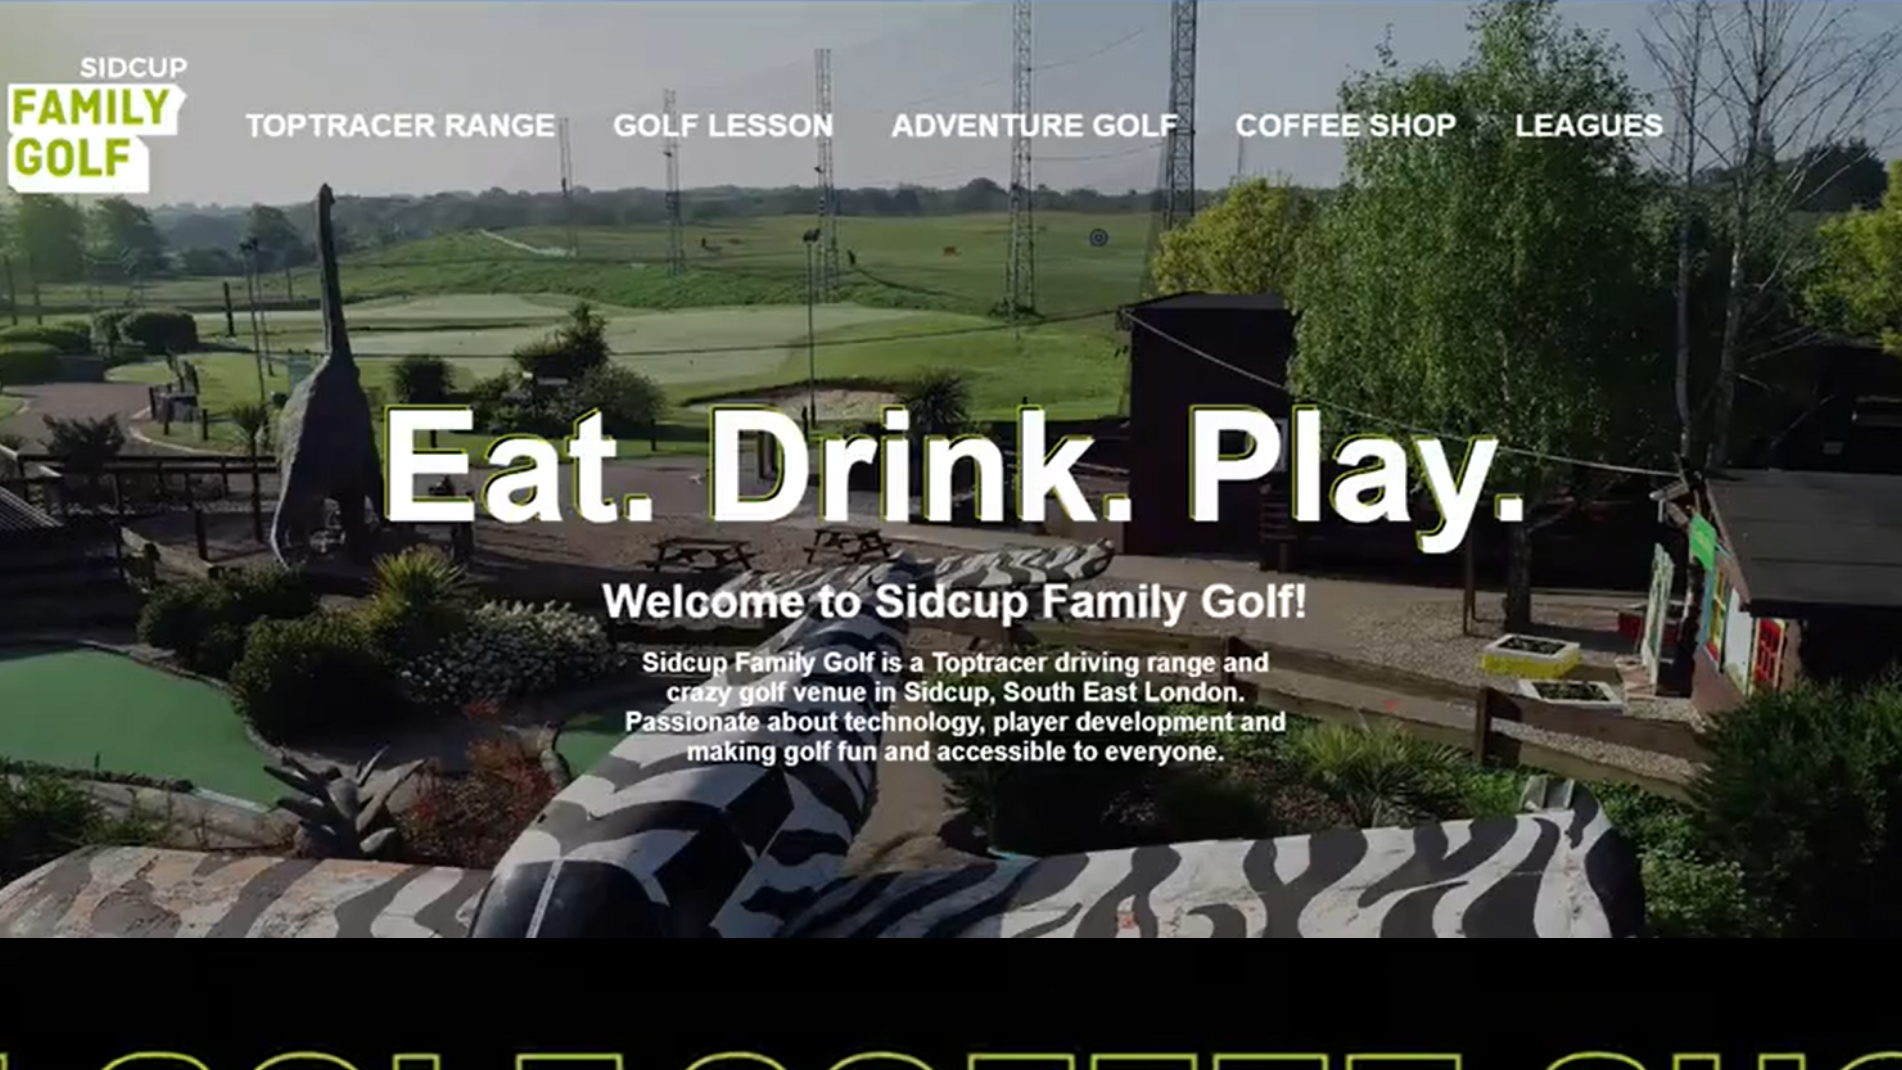 SIDCUP
FAMILY
GOLF
TOPTRACER RANGE GOLF LESSON ADVENTURE GOLF COFFEE SHOP LEAGUES
Eat. Drink. Play.
Welcome to Sidcup Family Golf!
Sidcup Family Golf is a Toptracer driving range and
crazy golf venue in Sidcup, South East London.
Passionate about technology, player development and
making golf fun and accessible to everyone.